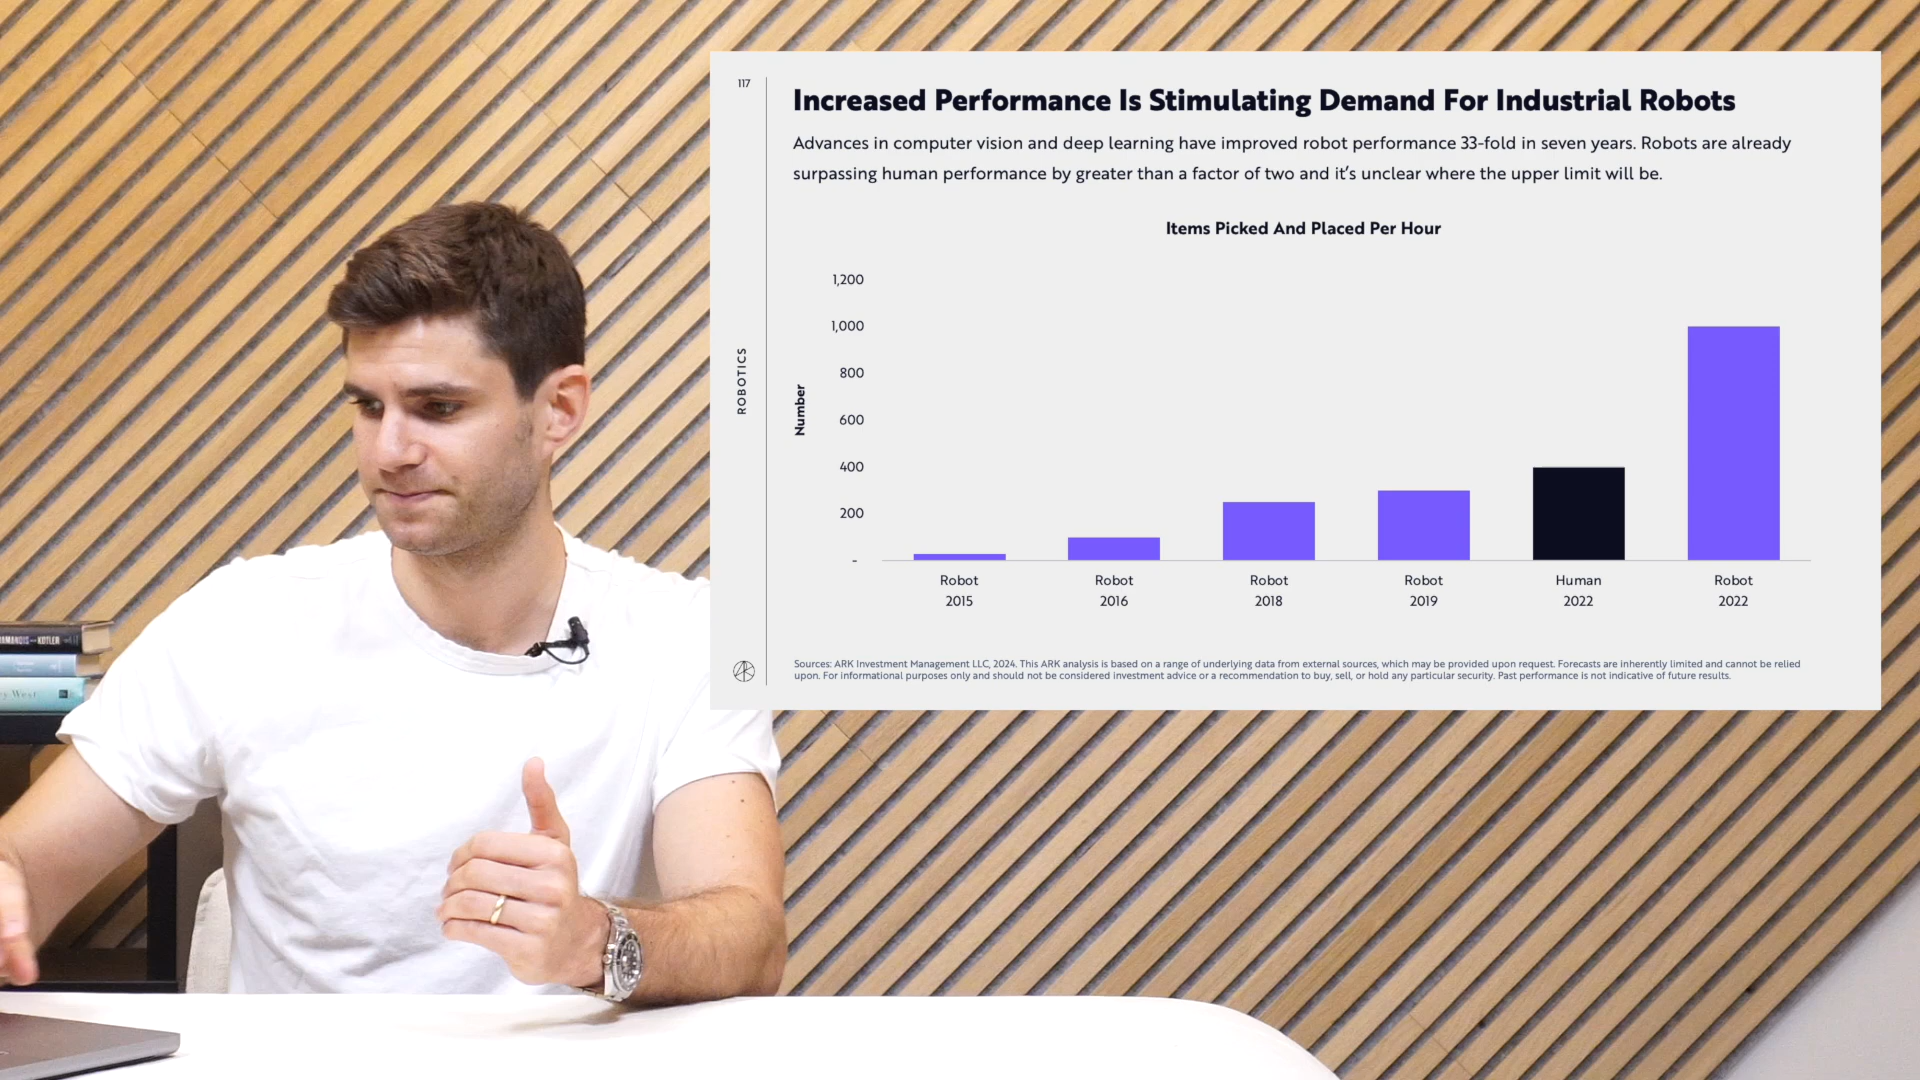 117
Increased Performance Is Stimulating Demand For Industrial Robots
Advances in computer vision and deep learning have improved robot performance 33-fold in seven years. Robots are already
surpassing human performance by greater than a factor of two and it's unclear where the upper limit will be.
ROBOTICS
Items Picked And Placed Per Hour
Number
1,200
1,000
800
600
400
200
-
Robot
2015
Robot
2016
Robot
2018
Robot
2019
Human
2022
Robot
2022
Sources: ARK Investment Management LLC, 2024. This ARK analysis is based on a range of underlying data from external sources, which may be provided upon request. Forecasts are inherently limited and cannot be relied
upon. For informational purposes only and should not be considered investment advice or a recommendation to buy, sell, or hold any particular security. Past performance is not indicative of future results.
KOTLER
West